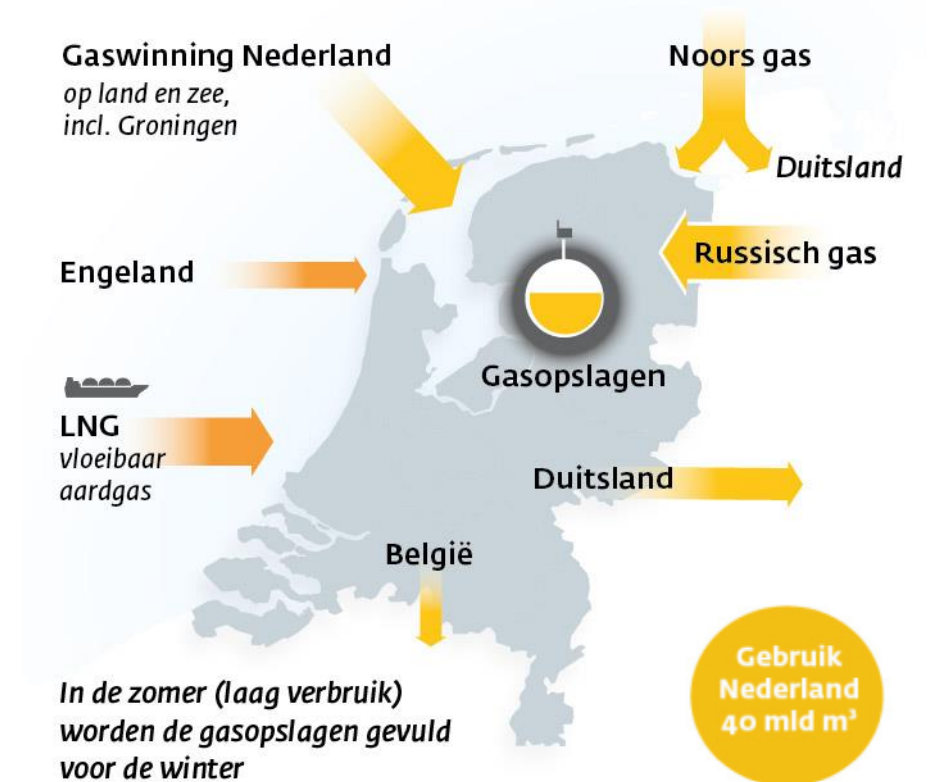 Gaswinning Nederland
op land en zee,
incl. Groningen
Noors gas
Duitsland
Engeland
Russisch gas
Gasopslagen
LNG
vloeibaar
aardgas
Duitsland
België
In de zomer (laag verbruik)
worden de gasopslagen gevuld
voor de winter
Gebruik
Nederland
40 mld m³